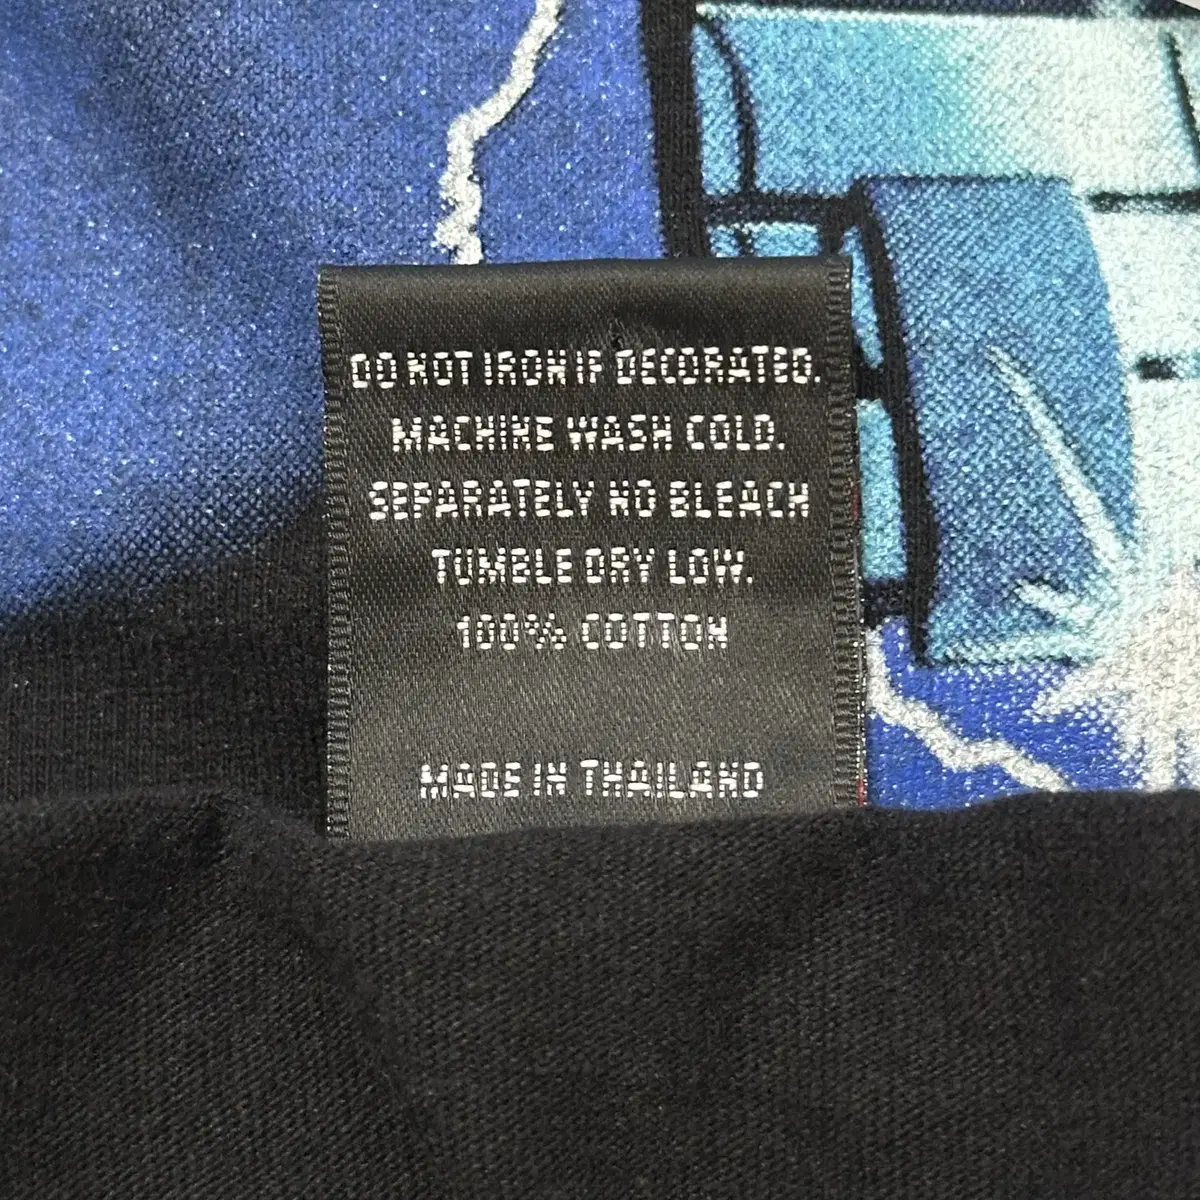 DO NOT IRON IF DECORATED.
MACHINE WASH COLD.
SEPARATELY NO BLEACH
TUMBLE DRY LOW.
100% COTTON
MADE IN THAILAND